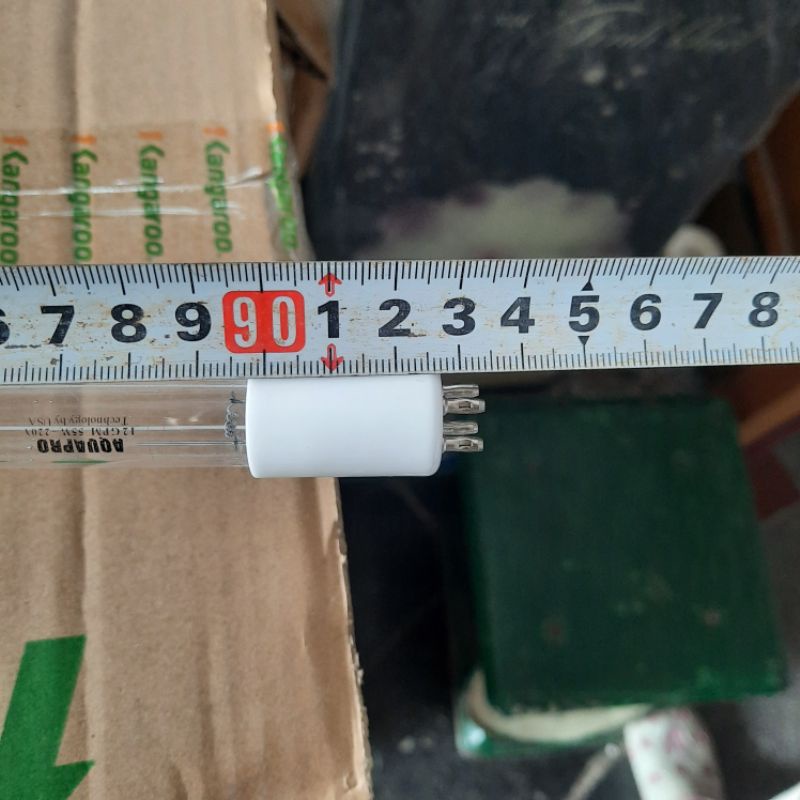 Kangaroo Kangaroo Kangaroo Kangaroo
6 7 8 9 90 1 2 3 4 5 6 7 8
AQUAPRO
12GPM 55W-220V
Technology by USA